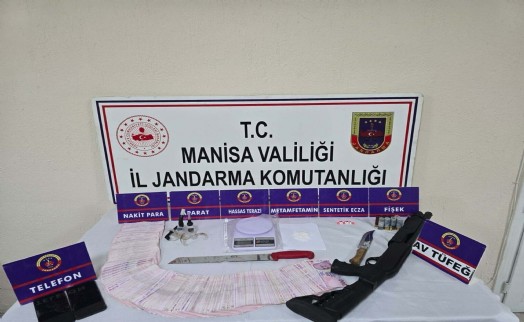 T.C.
MANİSA VALİLİĞİ
İL JANDARMA KOMUTANLIĞI
NAKİT PARA
APARAT
HASSAS TERAZİ
METAMFETAMİN
SENTETİK ECZA
FİŞEK
TELEFON
AV TÜFEĞİ